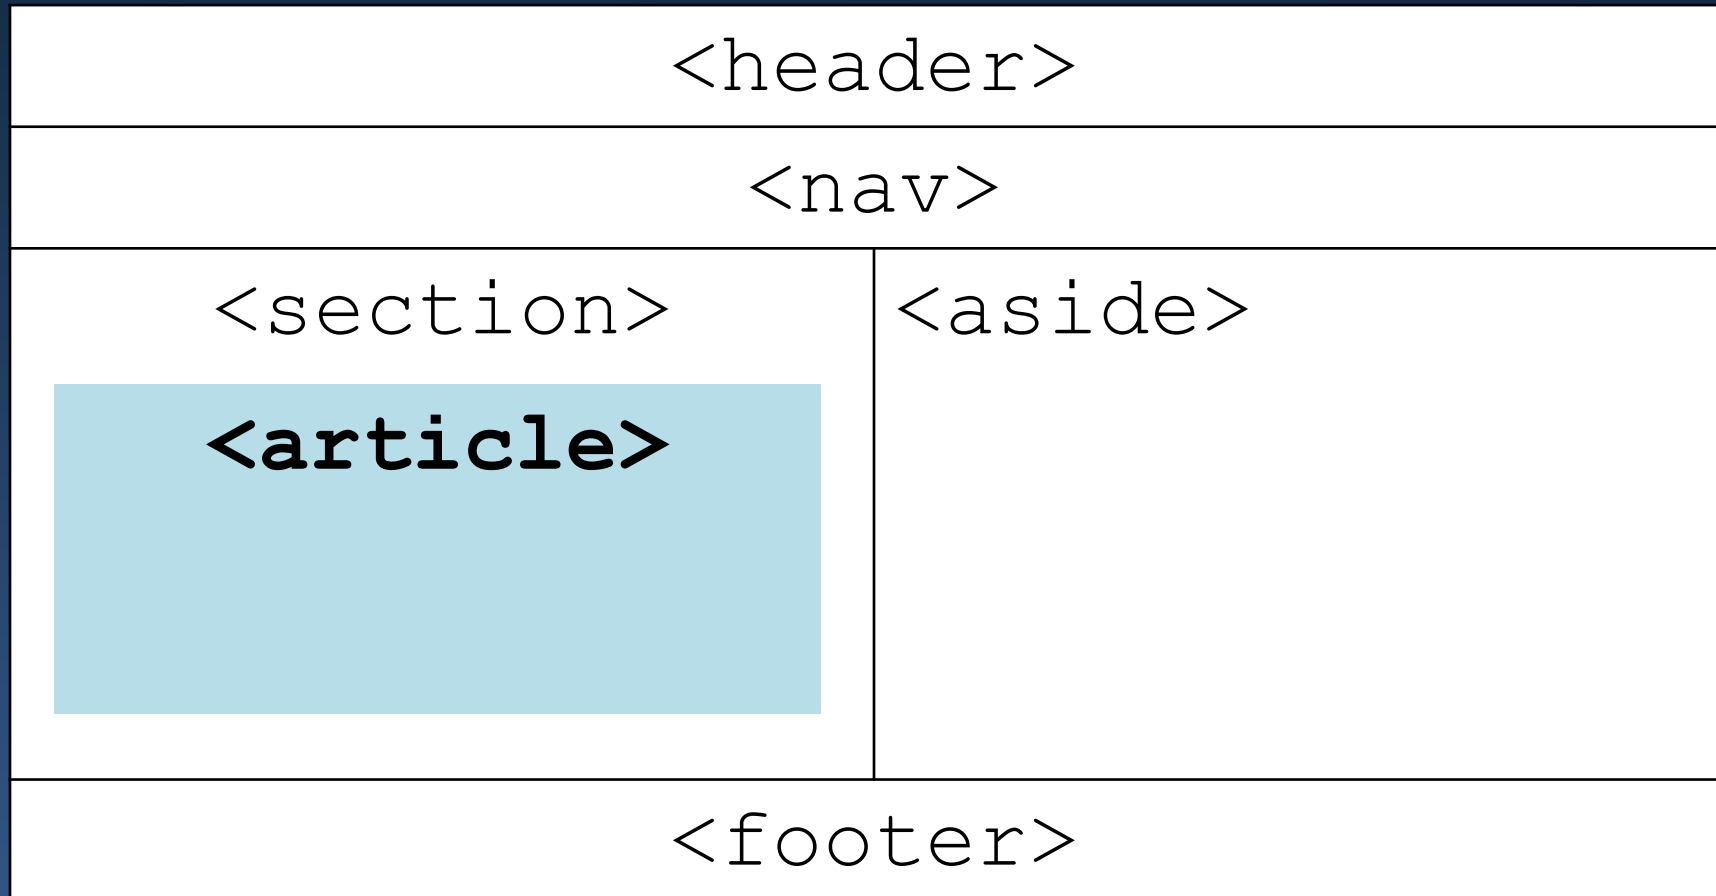 <header>
<nav>
<section>
<aside>
<article>
<footer>